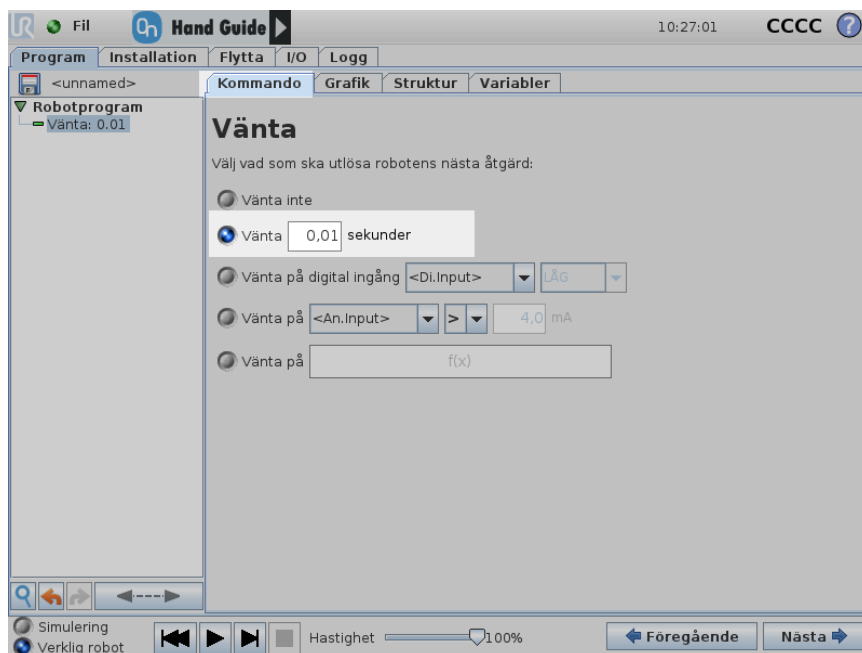 UR Fil On Hand Guide 10:27:01 CCCC ?
Program Installation Flytta I/O Logg
<unnamed> Kommando Grafik Struktur Variabler
Robotprogram
Vänta: 0.01
Vänta
Välj vad som ska utlösa robotens nästa åtgärd:
Vänta inte
Vänta 0,01 sekunder
Vänta på digital ingång <Di.Input> LÅG
Vänta på <An.Input> > 4,0 mA
Vänta på f(x)
Simulering
Verklig robot
Hastighet 100% Föregående Nästa